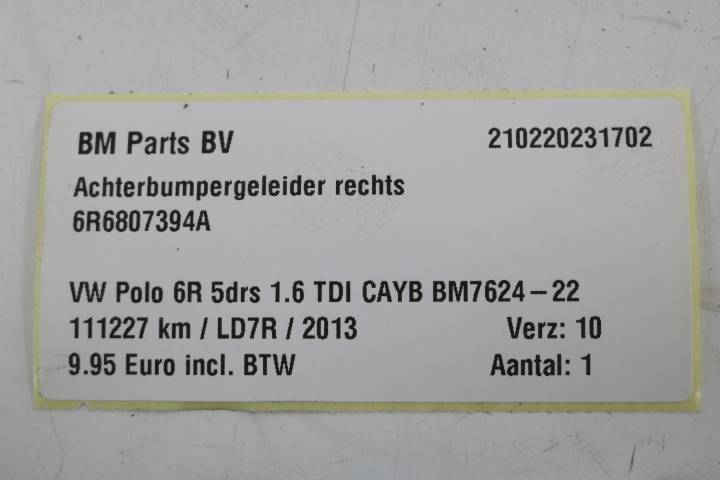 BM Parts BV 210220231702
Achterbumpergeleider rechts
6R6807394A
VW Polo 6R 5drs 1.6 TDI CAYB BM7624-22
111227 km / LD7R / 2013 Verz: 10
9.95 Euro incl. BTW Aantal: 1